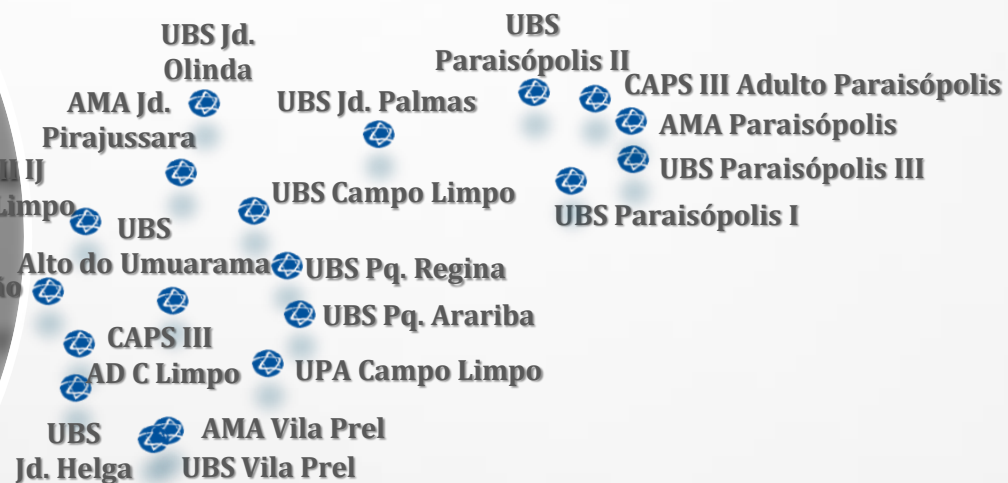 UBS Jd.
Olinda
UBS
Paraisópolis II
AMA Jd.
Pirajussara
UBS Jd. Palmas
CAPS III Adulto Paraisópolis
AMA Paraisópolis
UBS Paraisópolis III
UBS Paraisópolis I
IJ
Limpo
UBS Campo Limpo
UBS
Alto do Umuarama
UBS Pq. Regina
UBS Pq. Arariba
CAPS III
AD C Limpo
UPA Campo Limpo
UBS
Jd. Helga
AMA Vila Prel
UBS Vila Prel